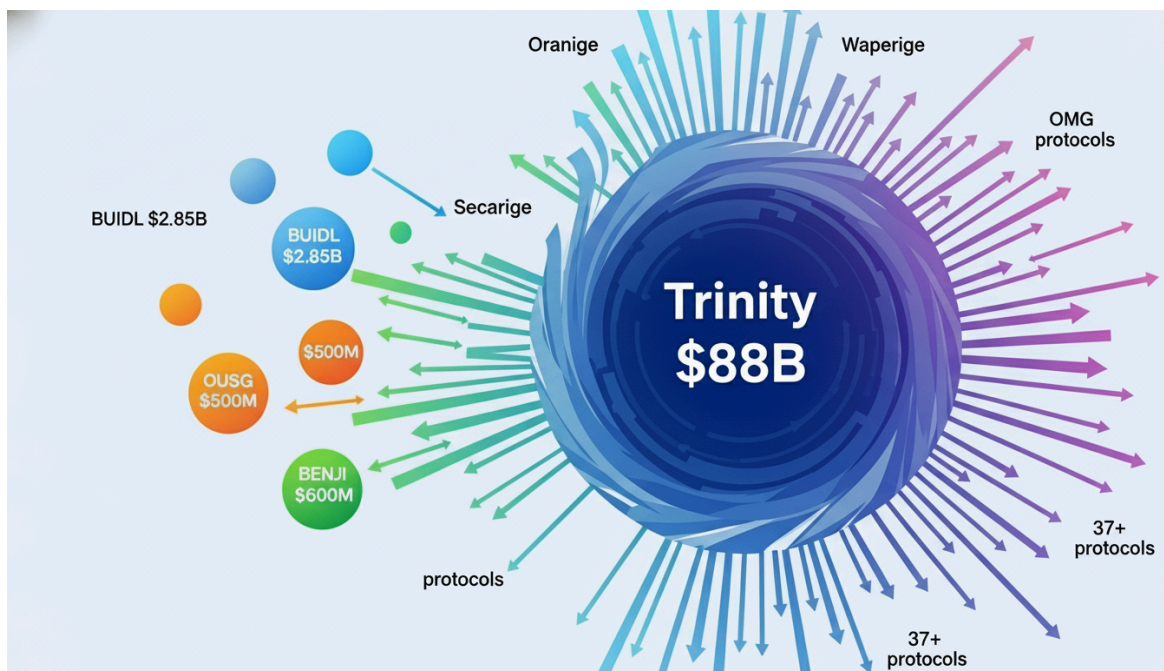 Oranige
Waperige
OMG
protocols
BUIDL $2.85B
Secarige
BUIDL
$2.85B
Trinity
$88B
$500M
OUSG
$500M
BENJI
$600M
37+
protocols
protocols
37+
protocols